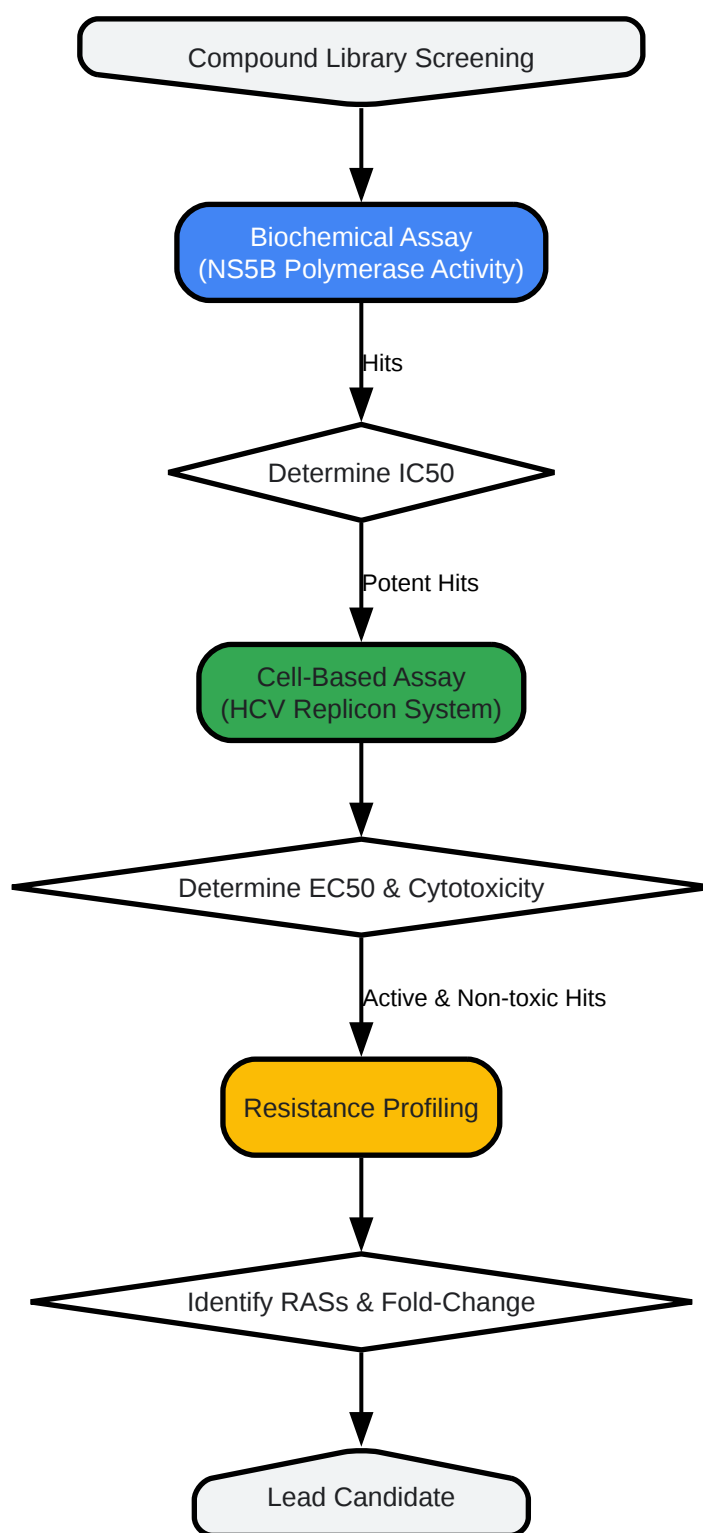 Compound Library Screening
Biochemical Assay
(NS5B Polymerase Activity)
Hits
Determine IC50
Potent Hits
Cell-Based Assay
(HCV Replicon System)
Determine EC50 & Cytotoxicity
Active & Non-toxic Hits
Resistance Profiling
Identify RASs & Fold-Change
Lead Candidate